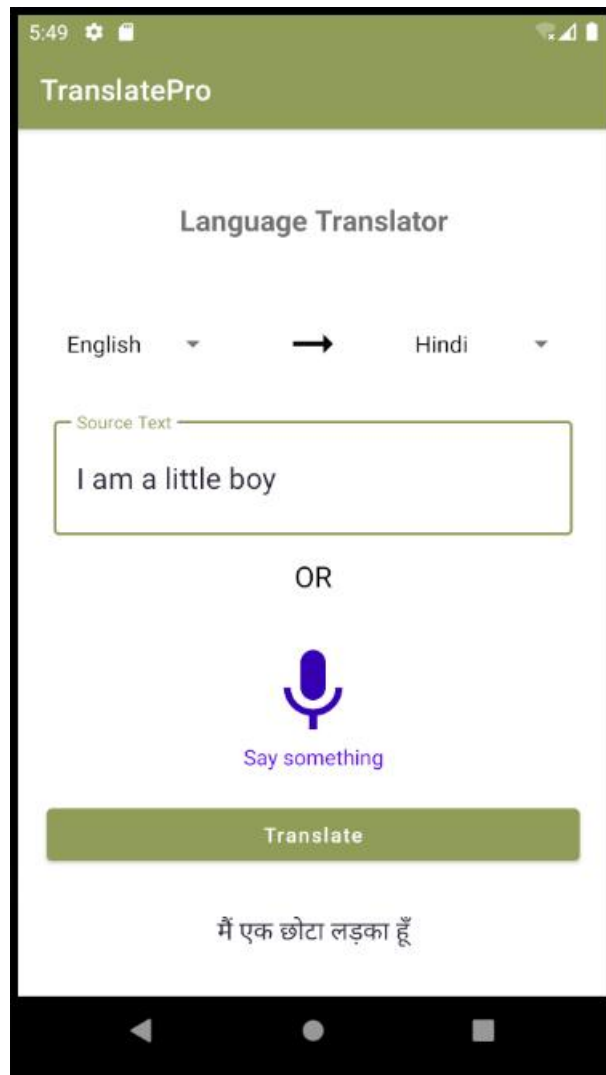 5:49
TranslatePro
Language Translator
English Hindi
Source Text
I am a little boy
OR
Say something
Translate
मैं एक छोटा लड़का हूँ